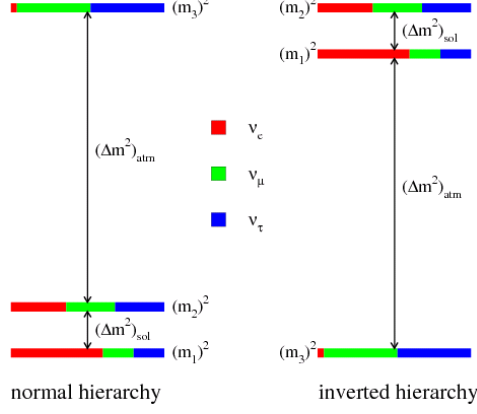 (m₃)²
(m₂)²
(Δm²)sol
(m₁)²
(Δm²)atm
νe
νμ
ντ
(Δm²)atm
(m₂)²
(Δm²)sol
(m₁)²
(m₃)²
normal hierarchy
inverted hierarchy